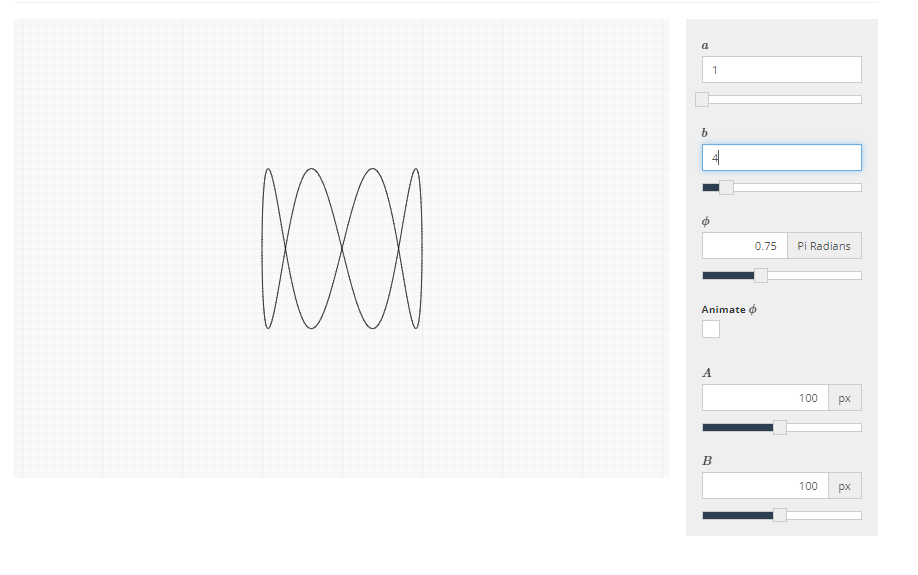 a
1
b
4
ϕ
0.75 Pi Radians
Animate ϕ
A
100 px
B
100 px